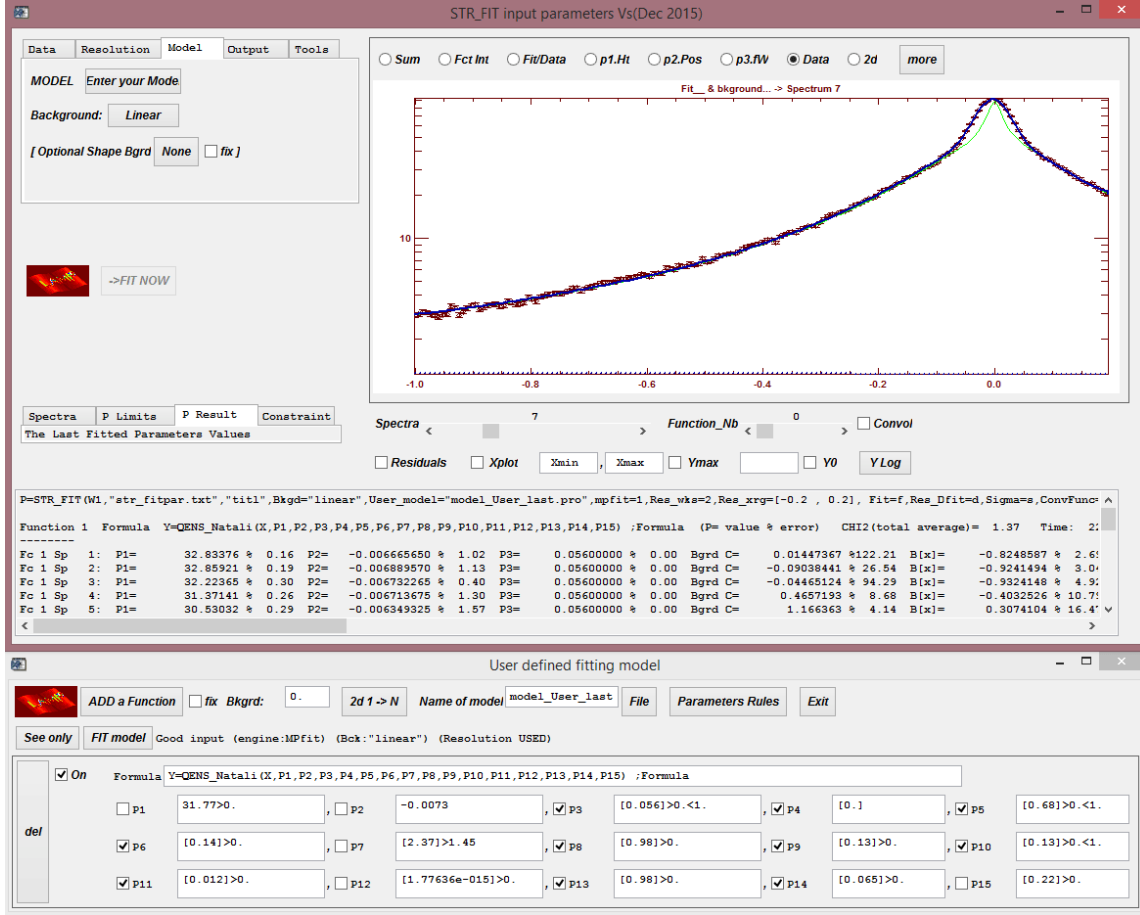 STR_FIT input parameters Vs(Dec 2015)
Data Resolution Model Output Tools
MODEL Enter your Mode
Background: Linear
[ Optional Shape Bgrd None fix ]
->FIT NOW
Sum Fct Int Fit/Data p1.Ht p2.Pos p3.fW Data 2d more
Fit__ & bkground... -> Spectrum 7
10
-1.0 -0.8 -0.6 -0.4 -0.2 0.0
Spectra P Limits P Result Constraint
The Last Fitted Parameters Values
Spectra 7 Function_Nb 0 Convol
Residuals Xplot Xmin , Xmax Ymax Y0 Y Log
P=STR_FIT(W1,"str_fitpar.txt","titl",Bkgd="linear",User_model="model_User_last.pro",mpfit=1,Res_wks=2,Res_xrg=[-0.2 , 0.2], Fit=f,Res_Dfit=d,Sigma=s,ConvFunc=
Function 1 Formula Y=QENS_Natali(X,P1,P2,P3,P4,P5,P6,P7,P8,P9,P10,P11,P12,P13,P14,P15) ;Formula (P= value % error) CHI2(total average)= 1.37 Time: 22
--------
Fc 1 Sp 1: P1= 32.83376 % 0.16 P2= -0.006665650 % 1.02 P3= 0.05600000 % 0.00 Bgrd C= 0.01447367 %122.21 B[x]= -0.8248587 % 2.69
Fc 1 Sp 2: P1= 32.85921 % 0.19 P2= -0.006889570 % 1.13 P3= 0.05600000 % 0.00 Bgrd C= -0.09038441 % 26.54 B[x]= -0.9241494 % 3.04
Fc 1 Sp 3: P1= 32.22365 % 0.30 P2= -0.006732265 % 0.40 P3= 0.05600000 % 0.00 Bgrd C= -0.04465124 % 94.29 B[x]= -0.9324148 % 4.92
Fc 1 Sp 4: P1= 31.37141 % 0.26 P2= -0.006713675 % 1.30 P3= 0.05600000 % 0.00 Bgrd C= 0.4657193 % 8.68 B[x]= -0.4032526 % 10.79
Fc 1 Sp 5: P1= 30.53032 % 0.29 P2= -0.006349325 % 1.57 P3= 0.05600000 % 0.00 Bgrd C= 1.166363 % 4.14 B[x]= 0.3074104 % 16.4
User defined fitting model
ADD a Function fix Bkgrd: 0. 2d 1 -> N Name of model model_User_last File Parameters Rules Exit
See only FIT model Good input (engine:MPfit) (Bck:"linear") (Resolution USED)
On Formula Y=QENS_Natali(X,P1,P2,P3,P4,P5,P6,P7,P8,P9,P10,P11,P12,P13,P14,P15) ;Formula
P1 31.77>0. , P2 -0.0073 , P3 [0.056]>0.<1. , P4 [0.] , P5 [0.68]>0.<1.
del
P6 [0.14]>0. , P7 [2.37]>1.45 , P8 [0.98]>0. , P9 [0.13]>0. , P10 [0.13]>0.<1.
P11 [0.012]>0. , P12 [1.77636e-015]>0. , P13 [0.98]>0. , P14 [0.065]>0. , P15 [0.22]>0.